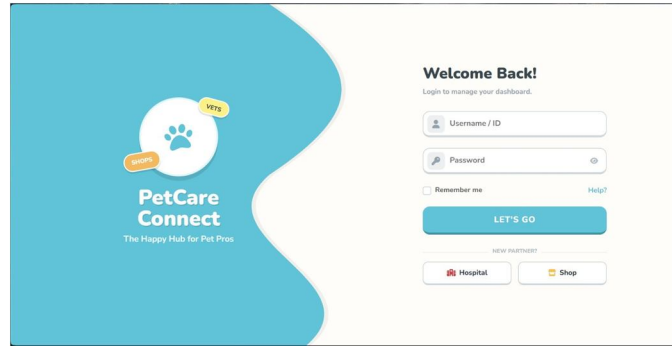 VETS
SHOPS
PetCare
Connect
The Happy Hub for Pet Pros
Welcome Back!
Login to manage your dashboard.
Username / ID
Password
Remember me
Help?
LET'S GO
NEW PARTNER?
Hospital
Shop